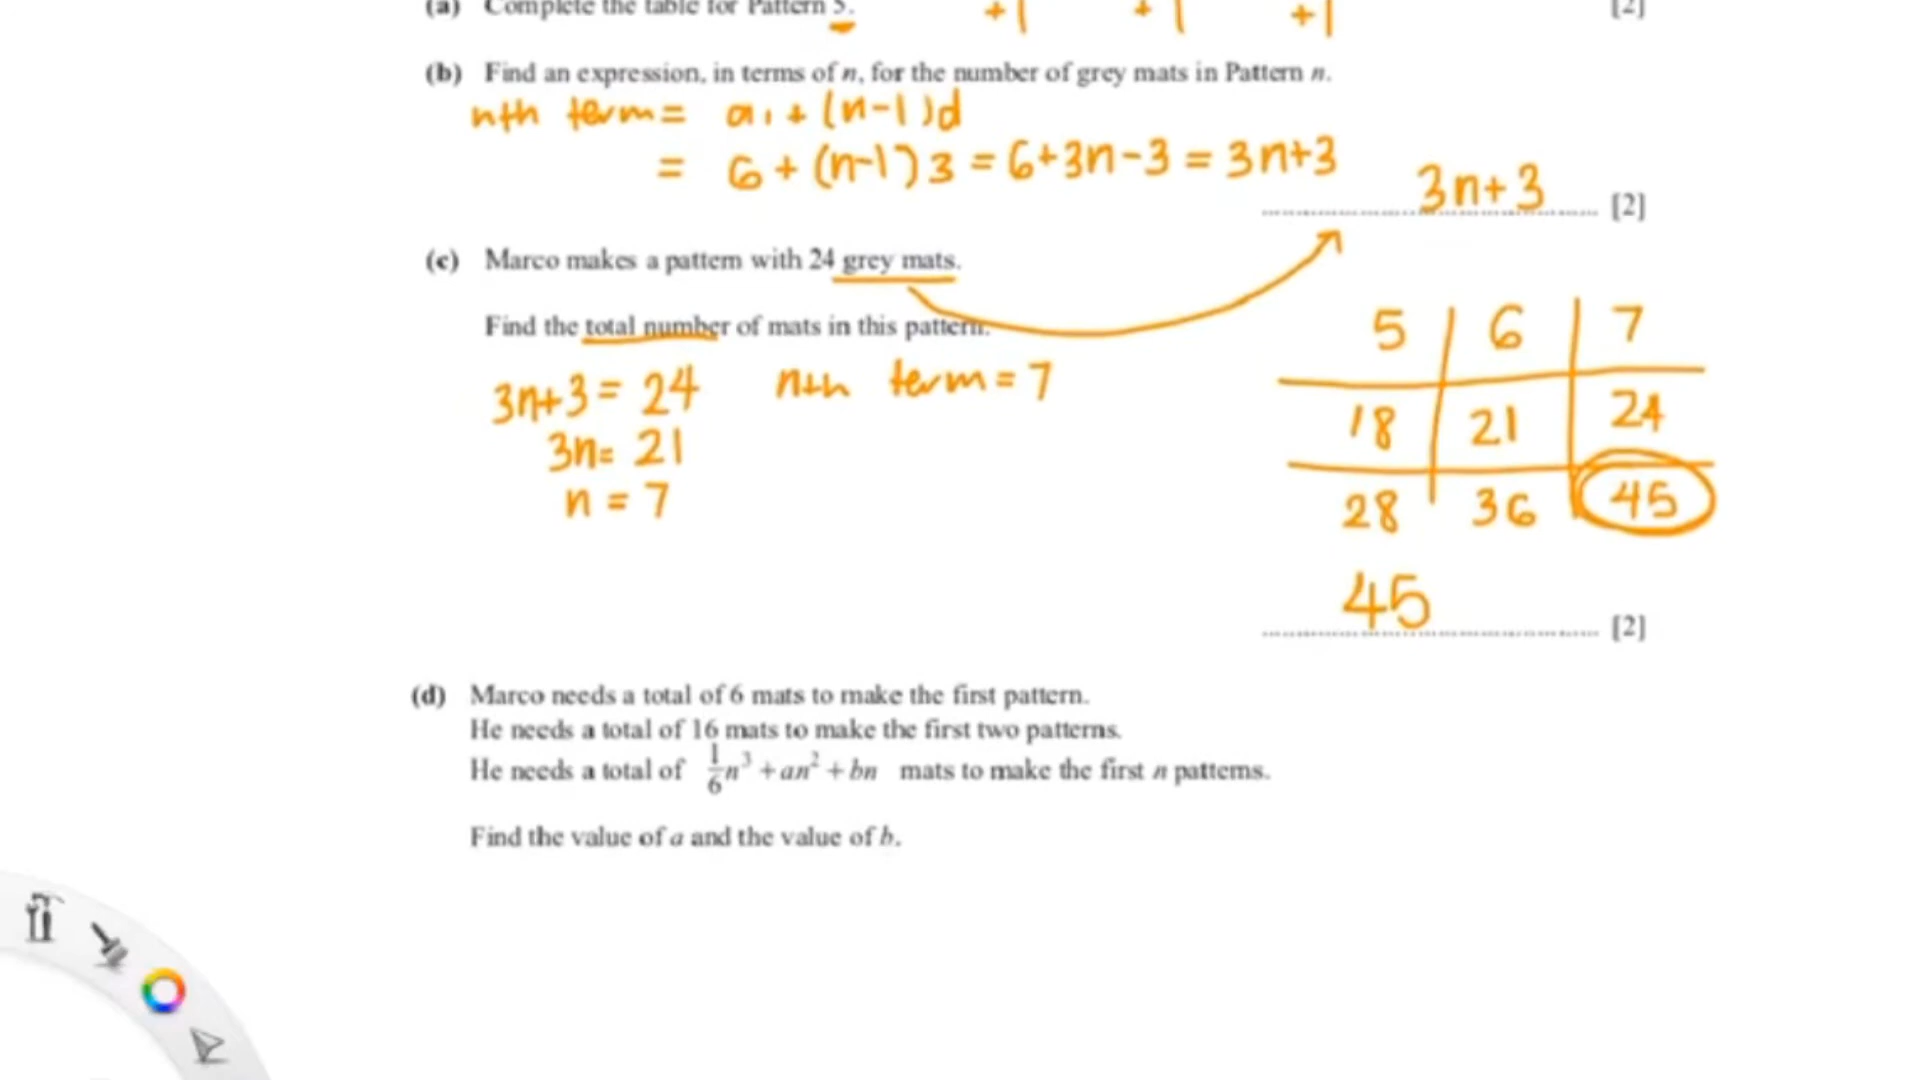 (a) Complete the table for Pattern 5. [2]
+1 +1 +1
(b) Find an expression, in terms of n, for the number of grey mats in Pattern n.
nth term = a₁ + (n-1)d
= 6 + (n-1)3 = 6+3n-3 = 3n+3
3n+3 [2]
(c) Marco makes a pattern with 24 grey mats.
Find the total number of mats in this pattern.
3n+3 = 24
3n = 21
n = 7
nth term = 7
5 6 7
18 21 24
28 36 45
45 [2]
(d) Marco needs a total of 6 mats to make the first pattern.
He needs a total of 16 mats to make the first two patterns.
He needs a total of 1/6 n³ + an² + bn mats to make the first n patterns.
Find the value of a and the value of b.